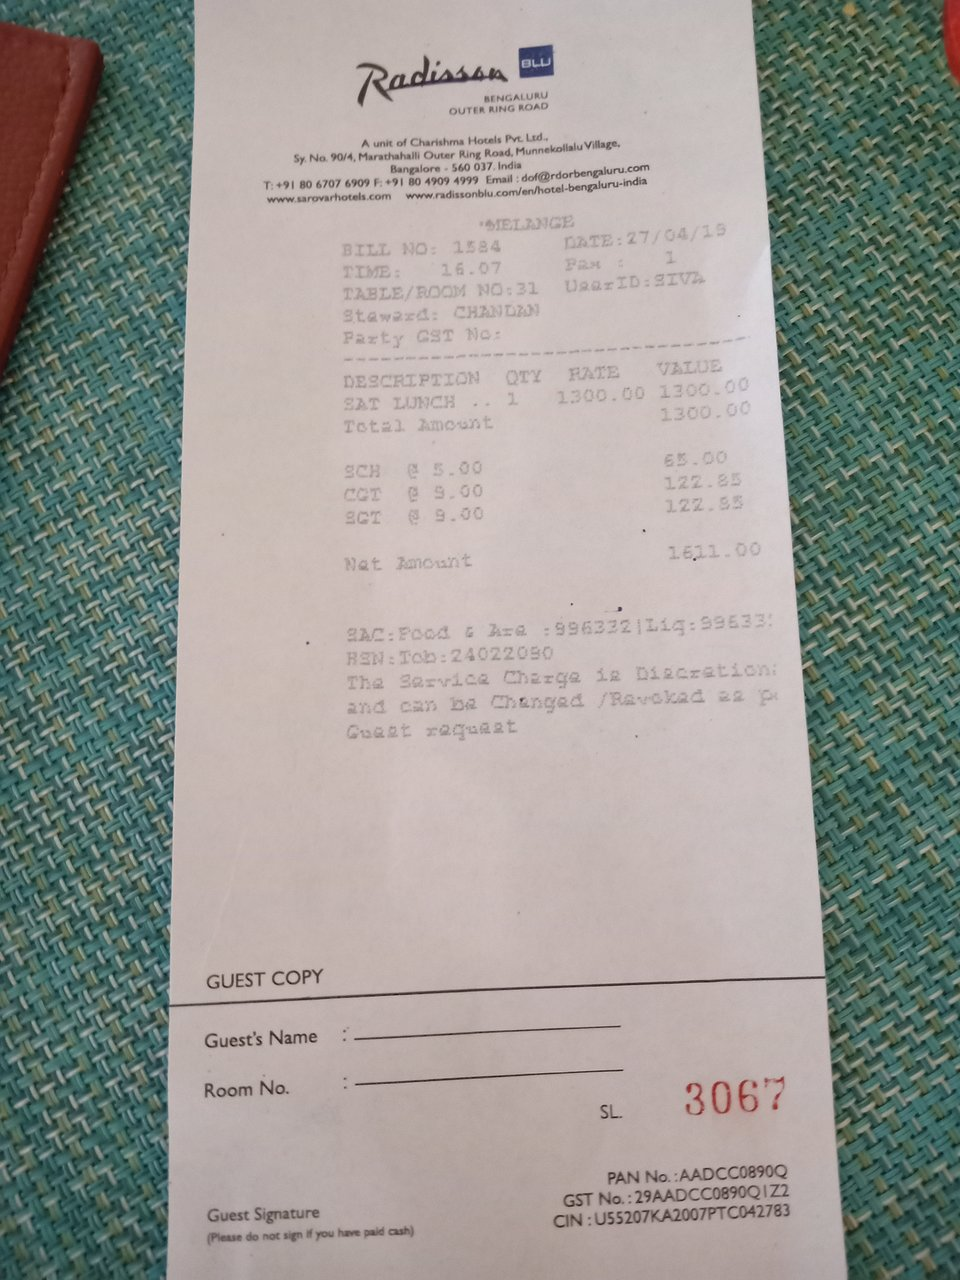 Radisson BLU
BENGALURU
OUTER RING ROAD
A unit of Charishma Hotels Pvt. Ltd.,
Sy. No. 90/4, Marathahalli Outer Ring Road, Munnekollalu Village,
Bangalore - 560 037. India
T: +91 80 6707 6909 F: +91 80 4909 4999 Email : dof@rdorbengaluru.com
www.sarovarhotels.com www.radissonblu.com/en/hotel-bengaluru-india
*MELANGE
BILL NO: 1584 DATE:27/04/19
TIME: 16.07 Pax : 1
TABLE/ROOM NO:31 UserID:SIVA
Steward: CHANDAN
Party GST No:
DESCRIPTION QTY RATE VALUE
SAT LUNCH .. 1 1300.00 1300.00
Total Amount 1300.00
SCH @ 5.00 65.00
CGT @ 9.00 122.85
SGT @ 9.00 122.85
Net Amount 1611.00
SAC:Food & Ara :996332|Liq:99633
HSN:Tob:24022090
The Service Charge is Discretion
and can be Changed /Revoked as p
Guest request
GUEST COPY
Guest's Name :
Room No. :
SL. 3067
PAN No. : AADCC0890Q
GST No. : 29AADCC0890Q1Z2
CIN : U55207KA2007PTC042783
Guest Signature
(Please do not sign if you have paid cash)